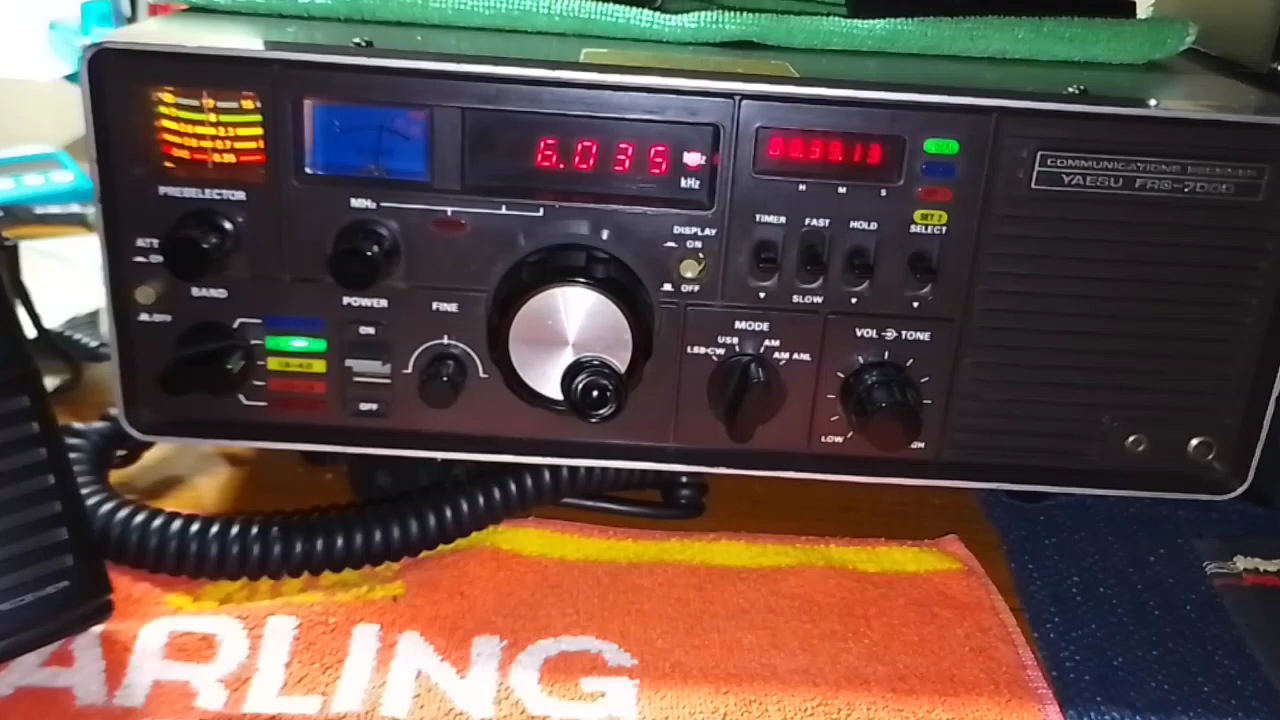 PRESELECTOR
ATT
BAND
MHz
POWER
ON
OFF
FINE
6.035
kHz
DISPLAY
ON
OFF
00.39.13
H M S
TIMER FAST HOLD
SLOW
SET 2
SELECT
MODE
LSB·CW
USB
AM
AM ANL
VOL TONE
LOW
COMMUNICATIONS RECEIVER
YAESU FRG-7000
ARLING